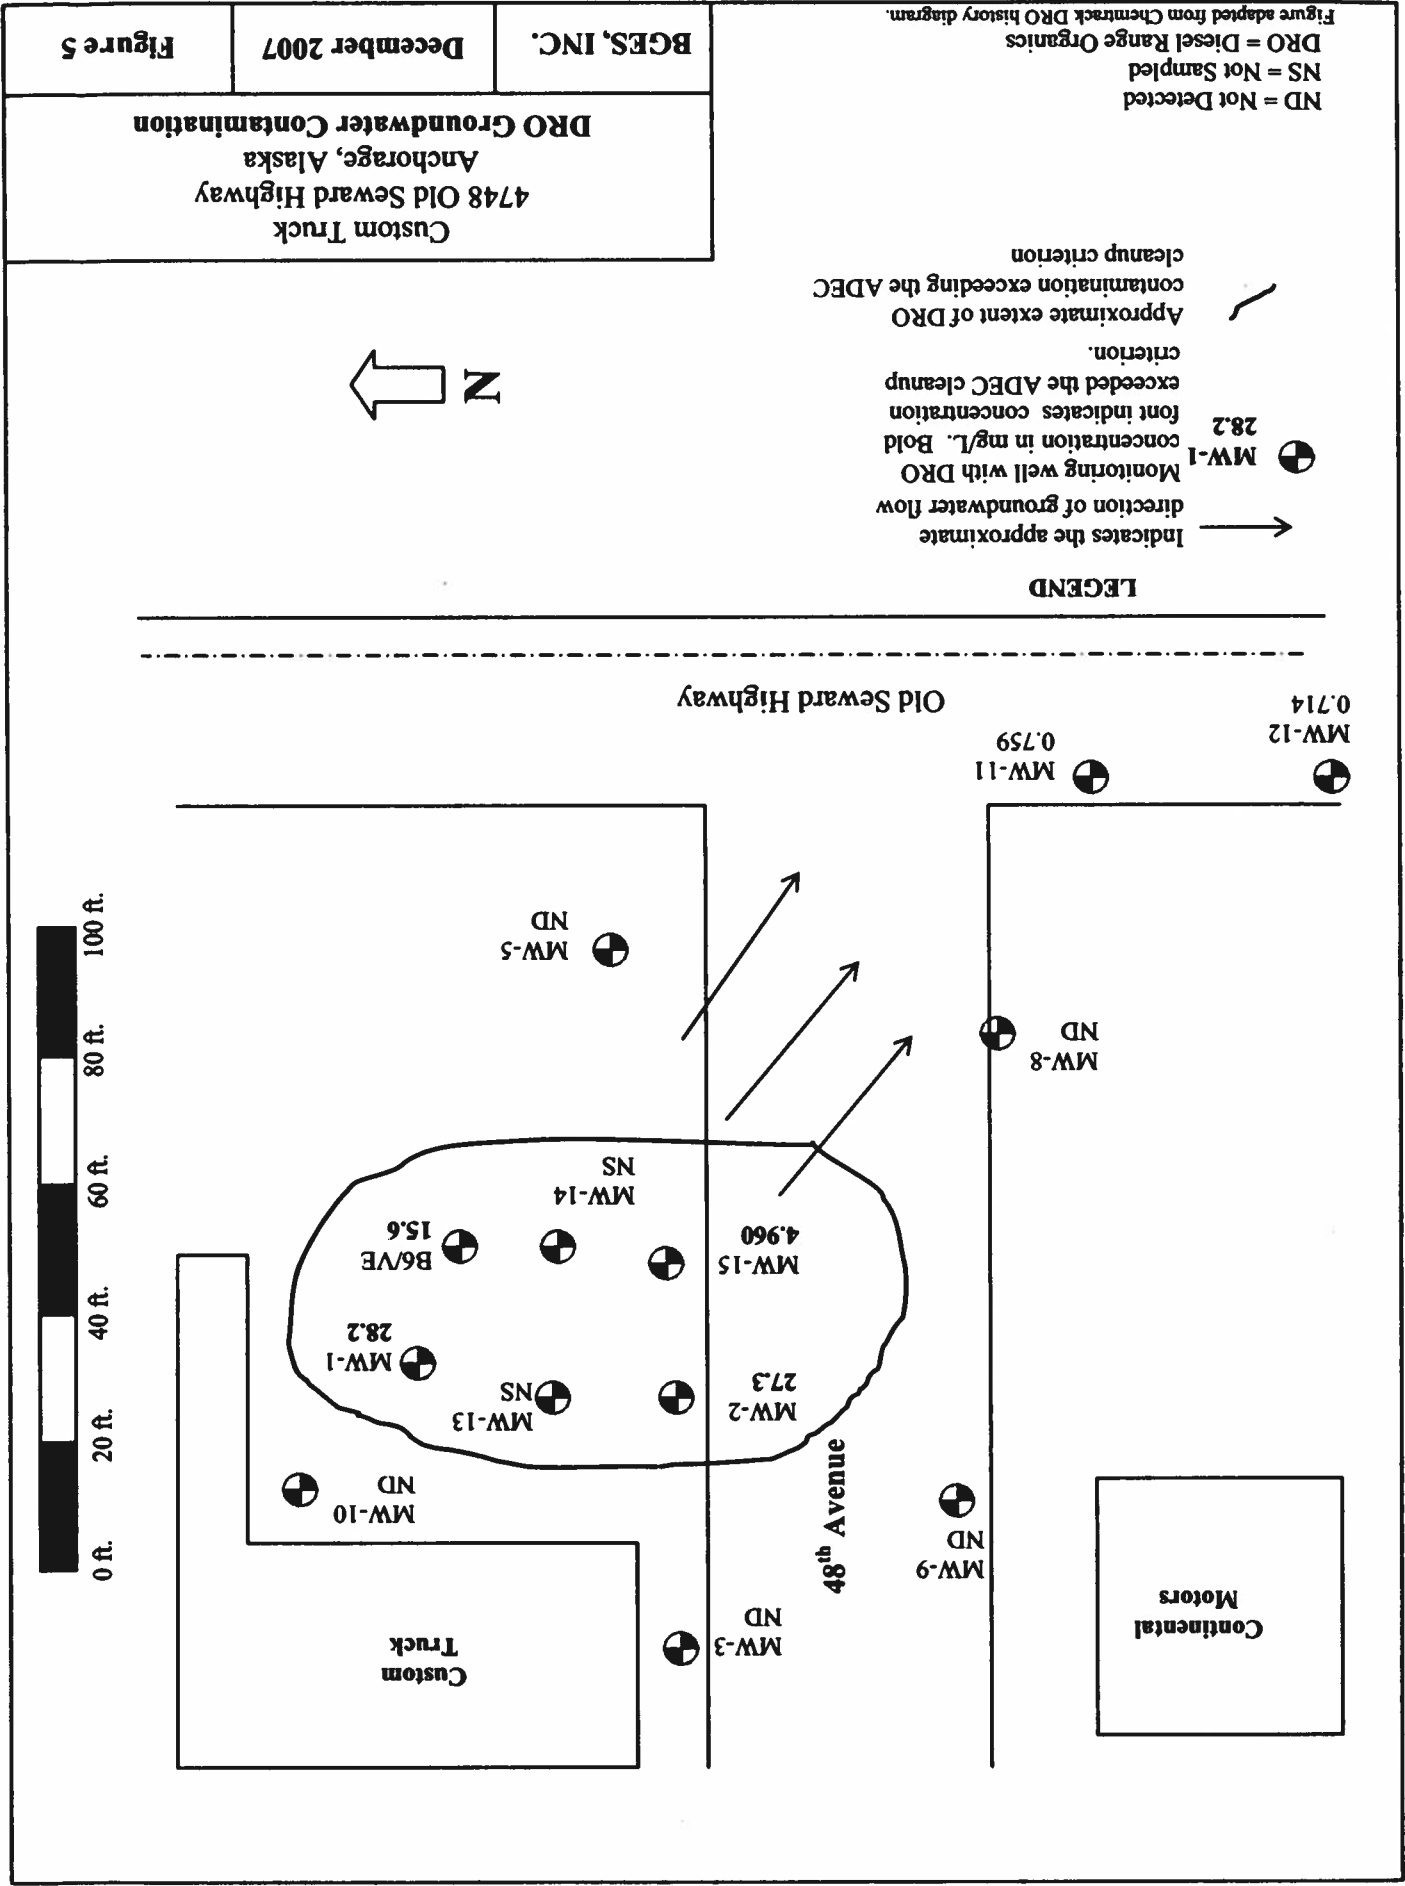 Continental
Motors
MW-3
ND
Custom
Truck
MW-9
ND
48th Avenue
MW-10
ND
0 ft.
20 ft.
40 ft.
60 ft.
80 ft.
100 ft.
MW-2
27.3
MW-13
NS
MW-1
28.2
MW-15
4.960
B6/VE
15.6
MW-14
NS
MW-8
ND
MW-5
ND
MW-12
0.714
MW-11
0.759
Old Seward Highway
LEGEND
Indicates the approximate
direction of groundwater flow
MW-1
28.2
Monitoring well with DRO
concentration in mg/L. Bold
font indicates concentration
exceeded the ADEC cleanup
criterion.
Approximate extent of DRO
contamination exceeding the ADEC
cleanup criterion
N
ND = Not Detected
NS = Not Sampled
DRO = Diesel Range Organics
Figure adapted from Chemtrack DRO history diagram.
Custom Truck
4748 Old Seward Highway
Anchorage, Alaska
DRO Groundwater Contamination
BGES, INC.
December 2007
Figure 5